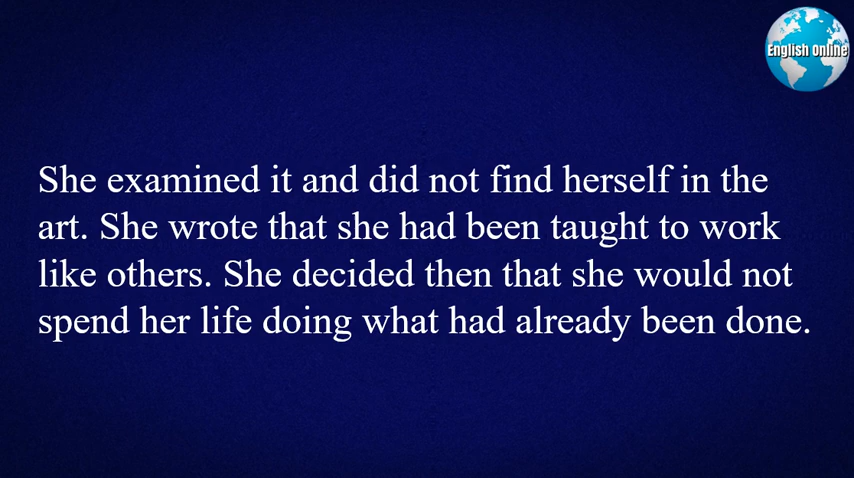 English Online
She examined it and did not find herself in the
art. She wrote that she had been taught to work
like others. She decided then that she would not
spend her life doing what had already been done.